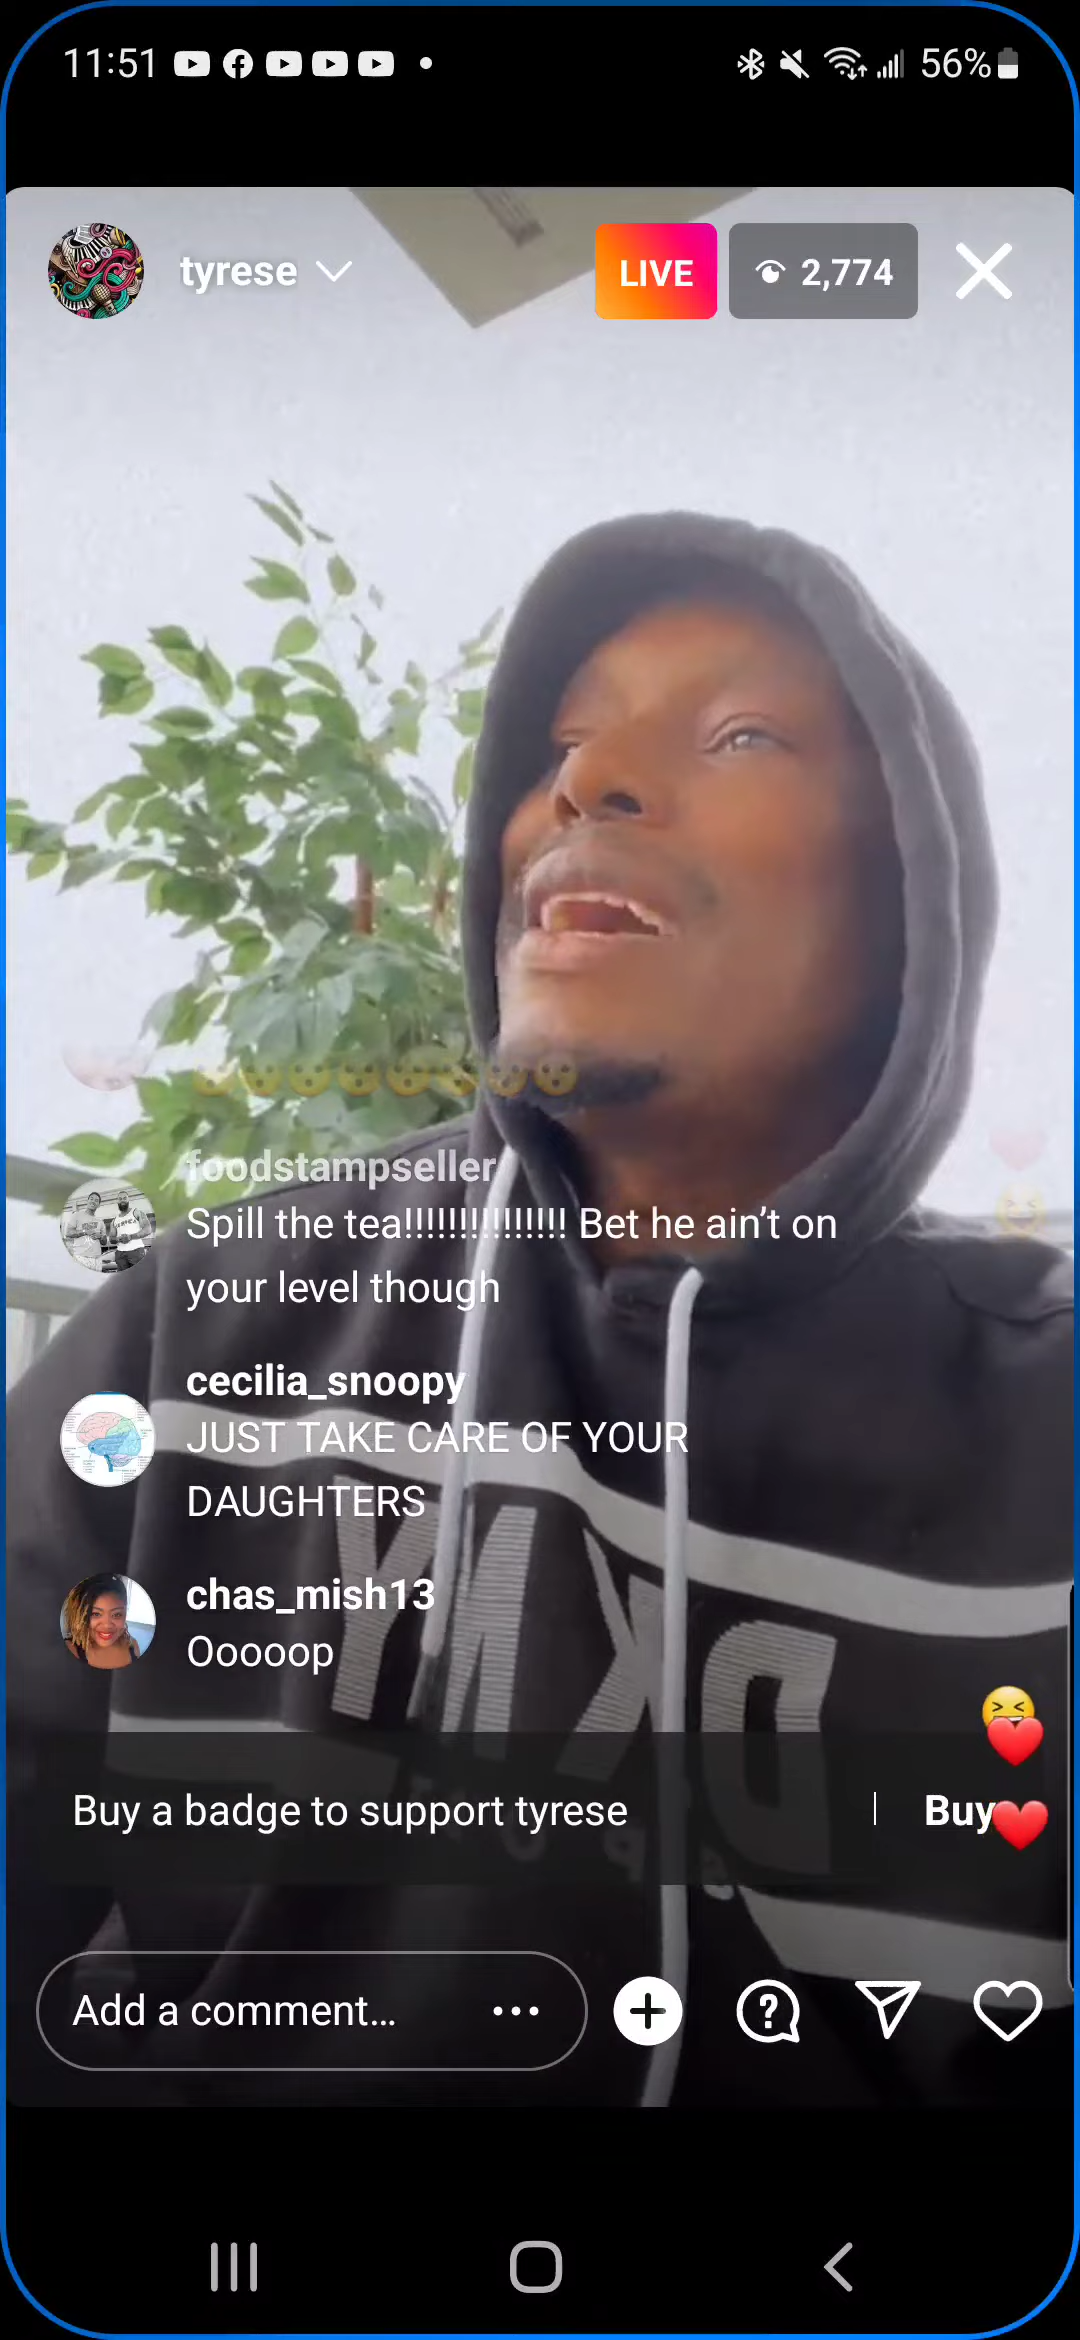 11:51
56%
tyrese
LIVE
2,774
foodstampseller
Spill the tea!!!!!!!!!!!!!!! Bet he ain’t on
your level though
cecilia_snoopy
JUST TAKE CARE OF YOUR
DAUGHTERS
chas_mish13
Ooooop
DKNY
Buy a badge to support tyrese
Buy
Add a comment...